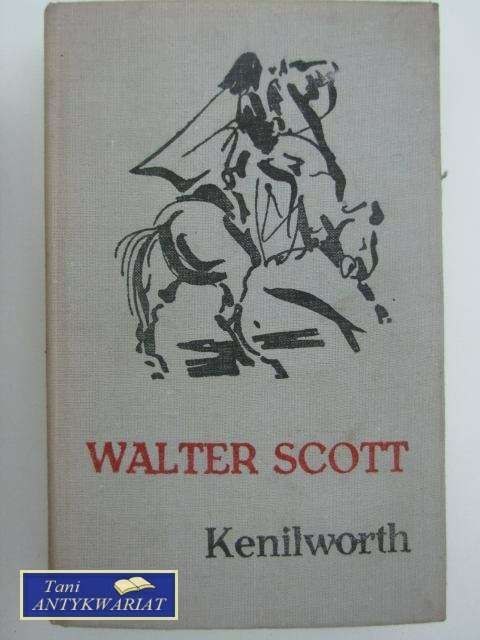 WALTER SCOTT
Kenilworth
Tani
ANTYKWARIAT